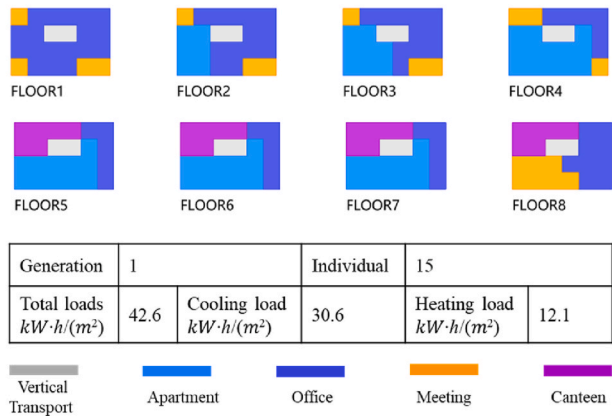 FLOOR1
FLOOR2
FLOOR3
FLOOR4
FLOOR5
FLOOR6
FLOOR7
FLOOR8
Generation 1 Individual 15
Total loads kW·h/(m²) 42.6 Cooling load kW·h/(m²) 30.6 Heating load kW·h/(m²) 12.1
Vertical Transport
Apartment
Office
Meeting
Canteen